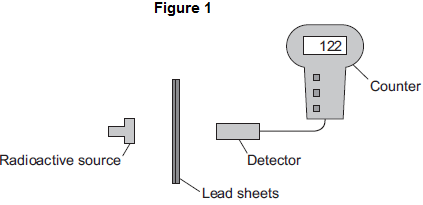 Figure 1
122
Counter
Radioactive source
Detector
Lead sheets